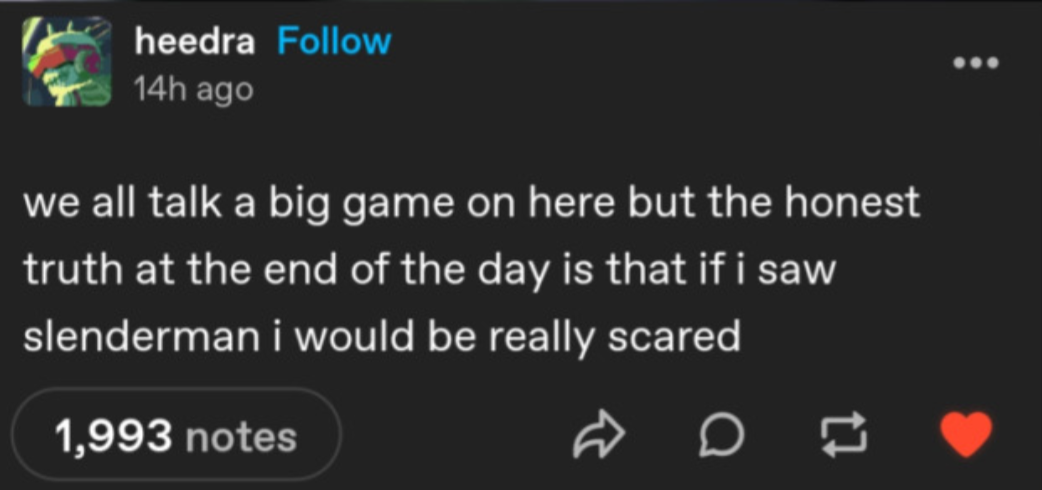 heedra Follow
14h ago
we all talk a big game on here but the honest
truth at the end of the day is that if i saw
slenderman i would be really scared
1,993 notes